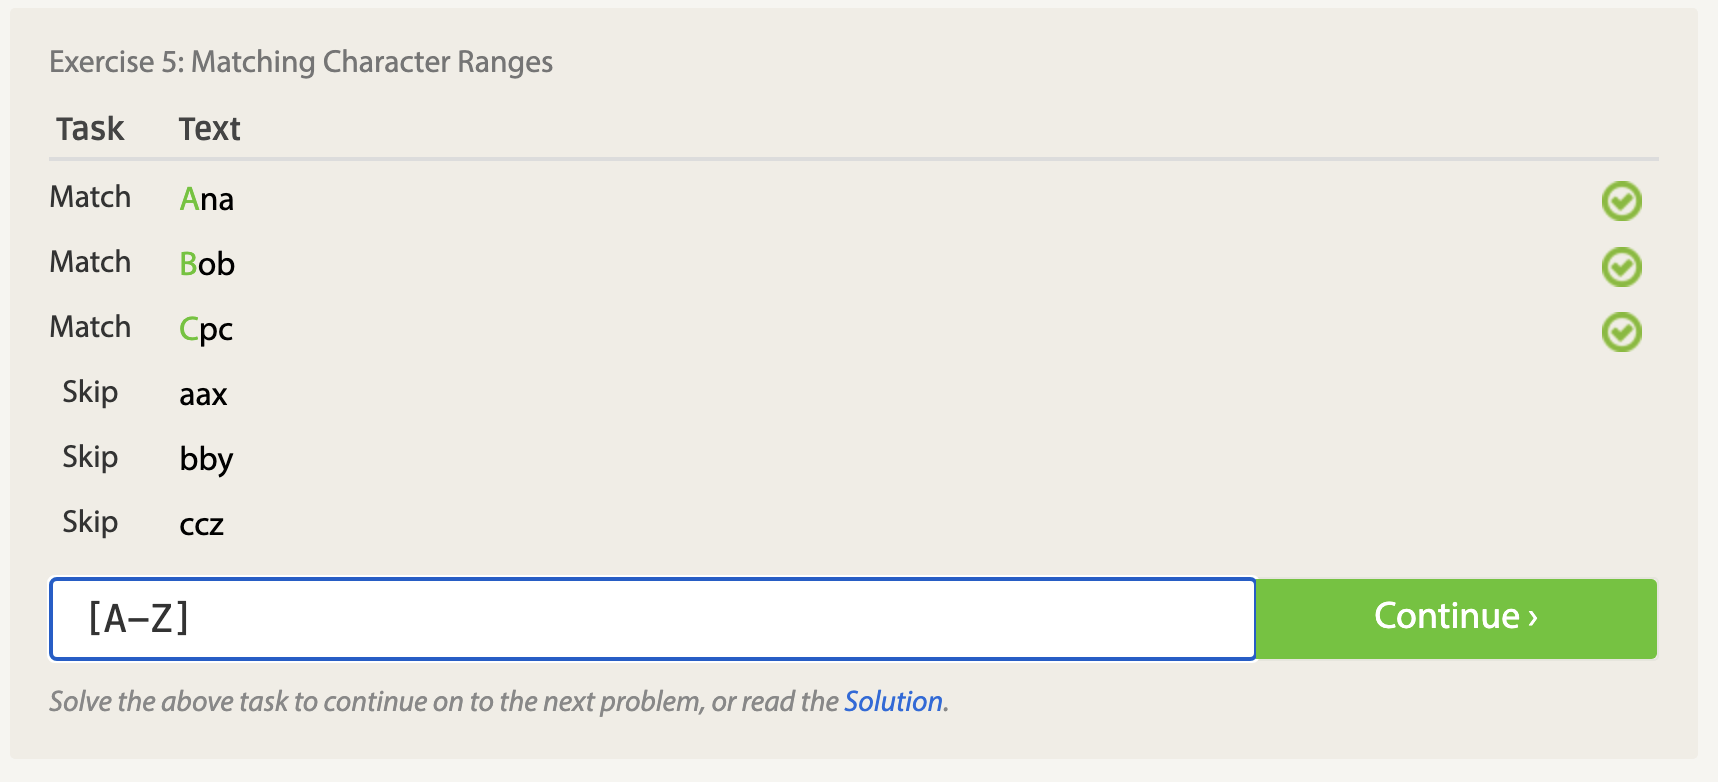 Exercise 5: Matching Character Ranges
Task Text
Match Ana
Match Bob
Match Cpc
Skip aax
Skip bby
Skip ccz
[A-Z] Continue ›
Solve the above task to continue on to the next problem, or read the Solution.